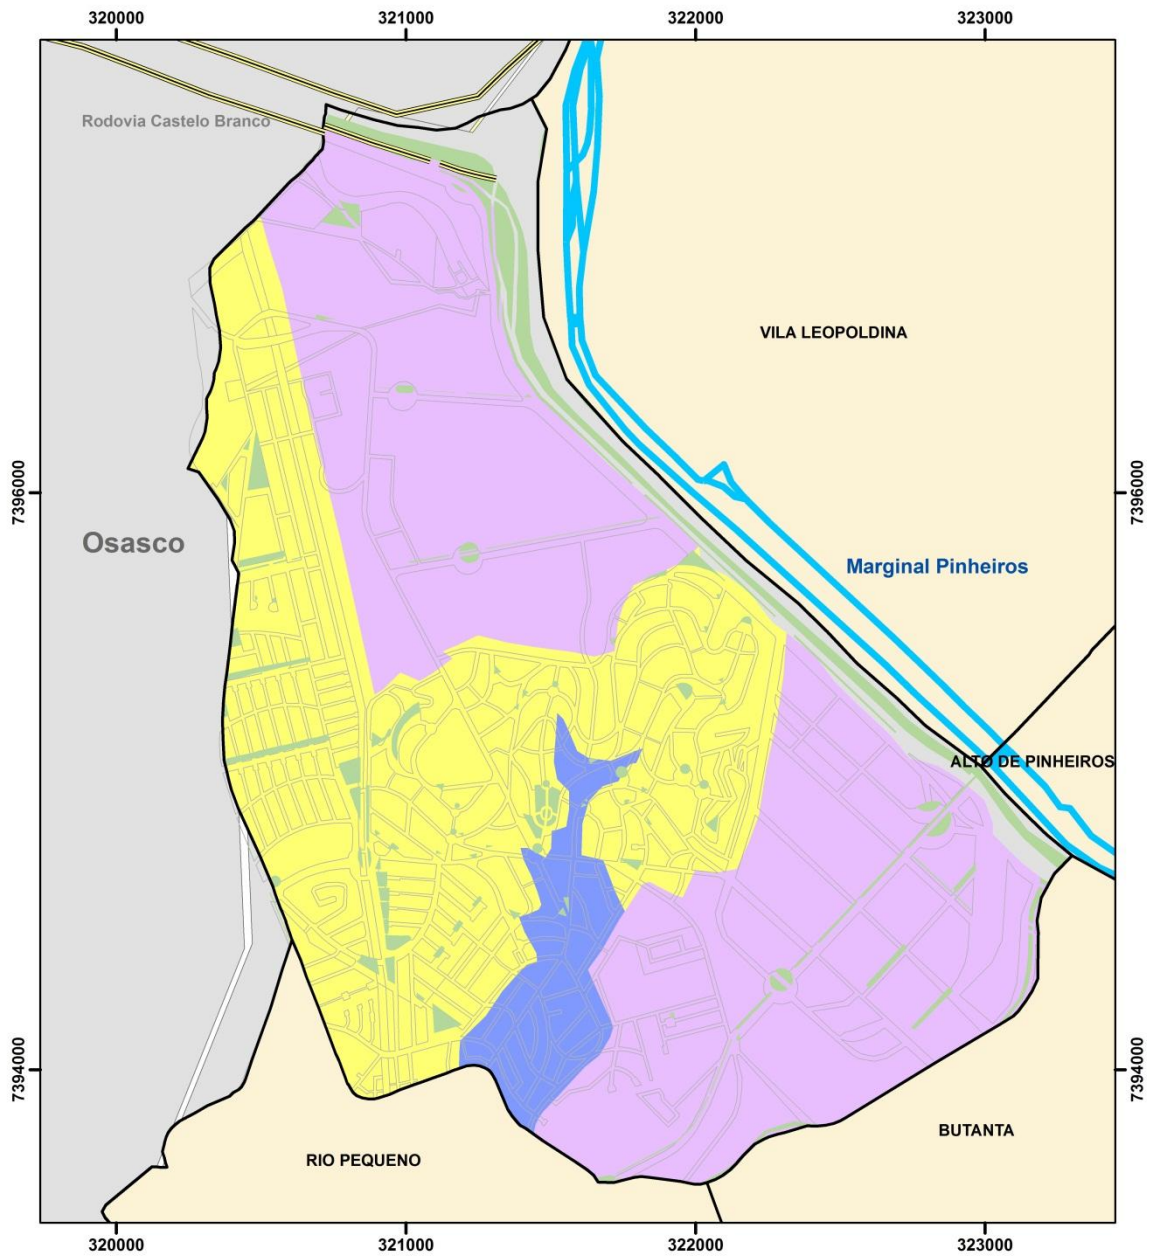 320000 321000 322000 323000
Rodovia Castelo Branco
VILA LEOPOLDINA
7396000 7396000
Osasco
Marginal Pinheiros
ALTO DE PINHEIROS
7394000 7394000
BUTANTA
RIO PEQUENO
320000 321000 322000 323000